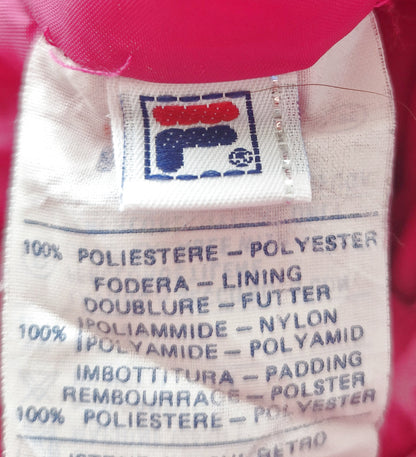 100% POLIESTERE – POLYESTER
FODERA – LINING
DOUBLURE – FUTTER
100% POLIAMMIDE – NYLON
POLYAMIDE – POLYAMID
IMBOTTITURA – PADDING
REMBOURRAGE – POLSTER
100% POLIESTERE – POLYESTER
RETRO